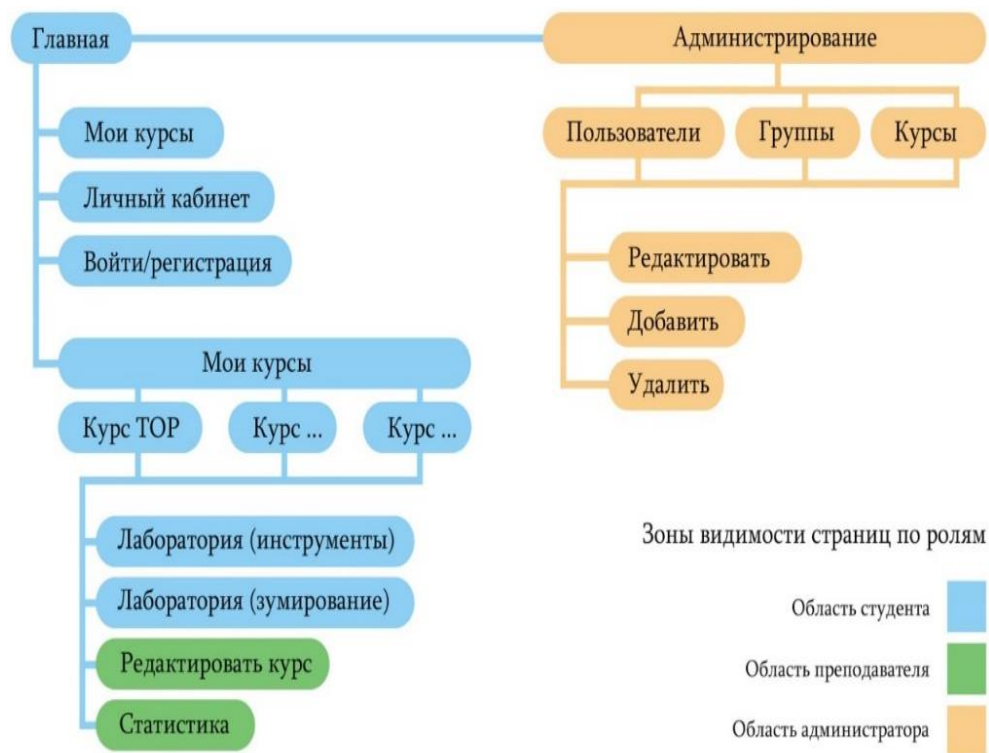 Главная
Администрирование
Мои курсы
Личный кабинет
Войти/регистрация
Пользователи
Группы
Курсы
Редактировать
Добавить
Удалить
Мои курсы
Курс TOP
Курс ...
Курс ...
Лаборатория (инструменты)
Лаборатория (зумирование)
Редактировать курс
Статистика
Зоны видимости страниц по ролям
Область студента
Область преподавателя
Область администратора